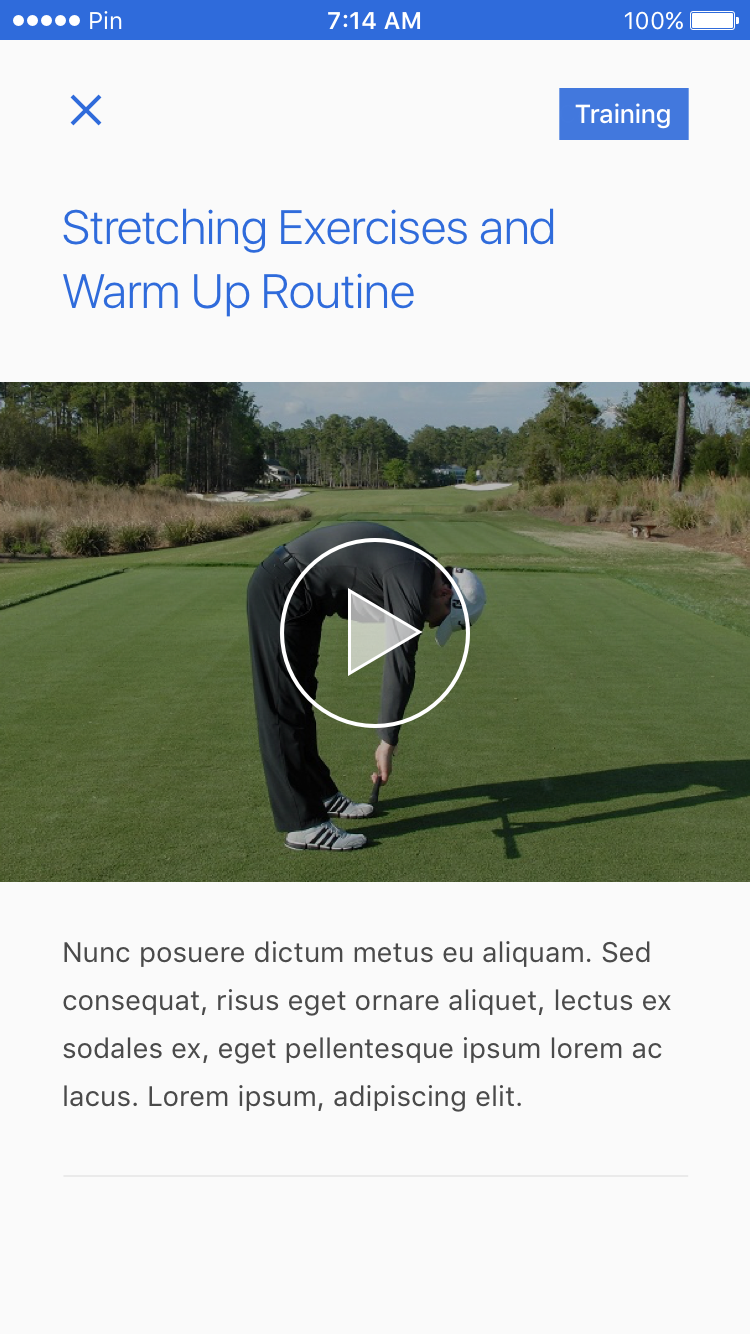 Pin 7:14 AM 100%
Training
Stretching Exercises and
Warm Up Routine
Nunc posuere dictum metus eu aliquam. Sed
consequat, risus eget ornare aliquet, lectus ex
sodales ex, eget pellentesque ipsum lorem ac
lacus. Lorem ipsum, adipiscing elit.